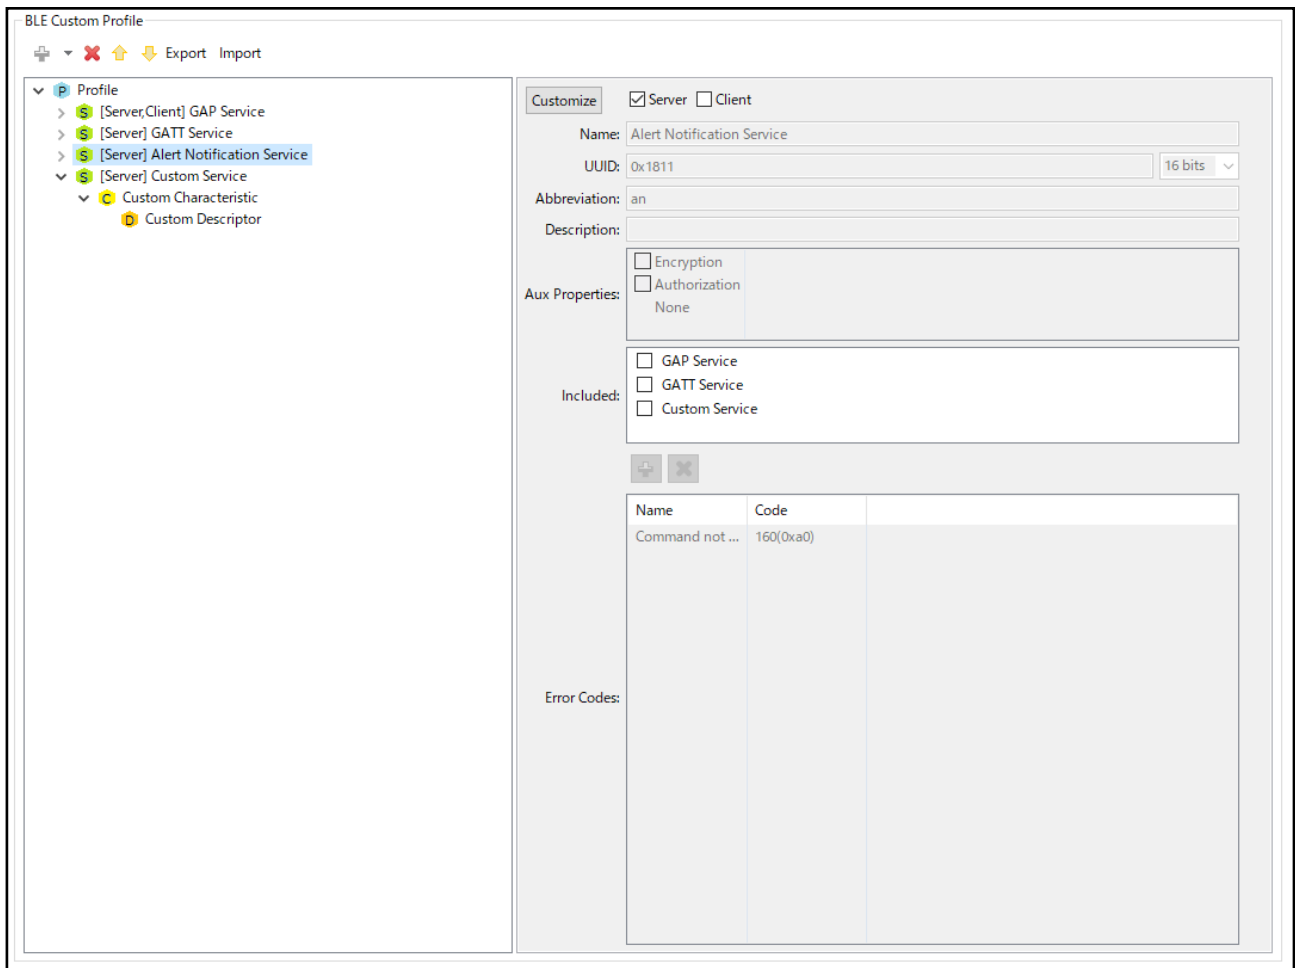 BLE Custom Profile
Export Import
P Profile
S [Server,Client] GAP Service
S [Server] GATT Service
S [Server] Alert Notification Service
S [Server] Custom Service
C Custom Characteristic
D Custom Descriptor
Customize Server Client
Name: Alert Notification Service
UUID: 0x1811 16 bits
Abbreviation: an
Description:
Aux Properties:
Encryption
Authorization
None
Included:
GAP Service
GATT Service
Custom Service
Error Codes:
Name Code
Command not ... 160(0xa0)